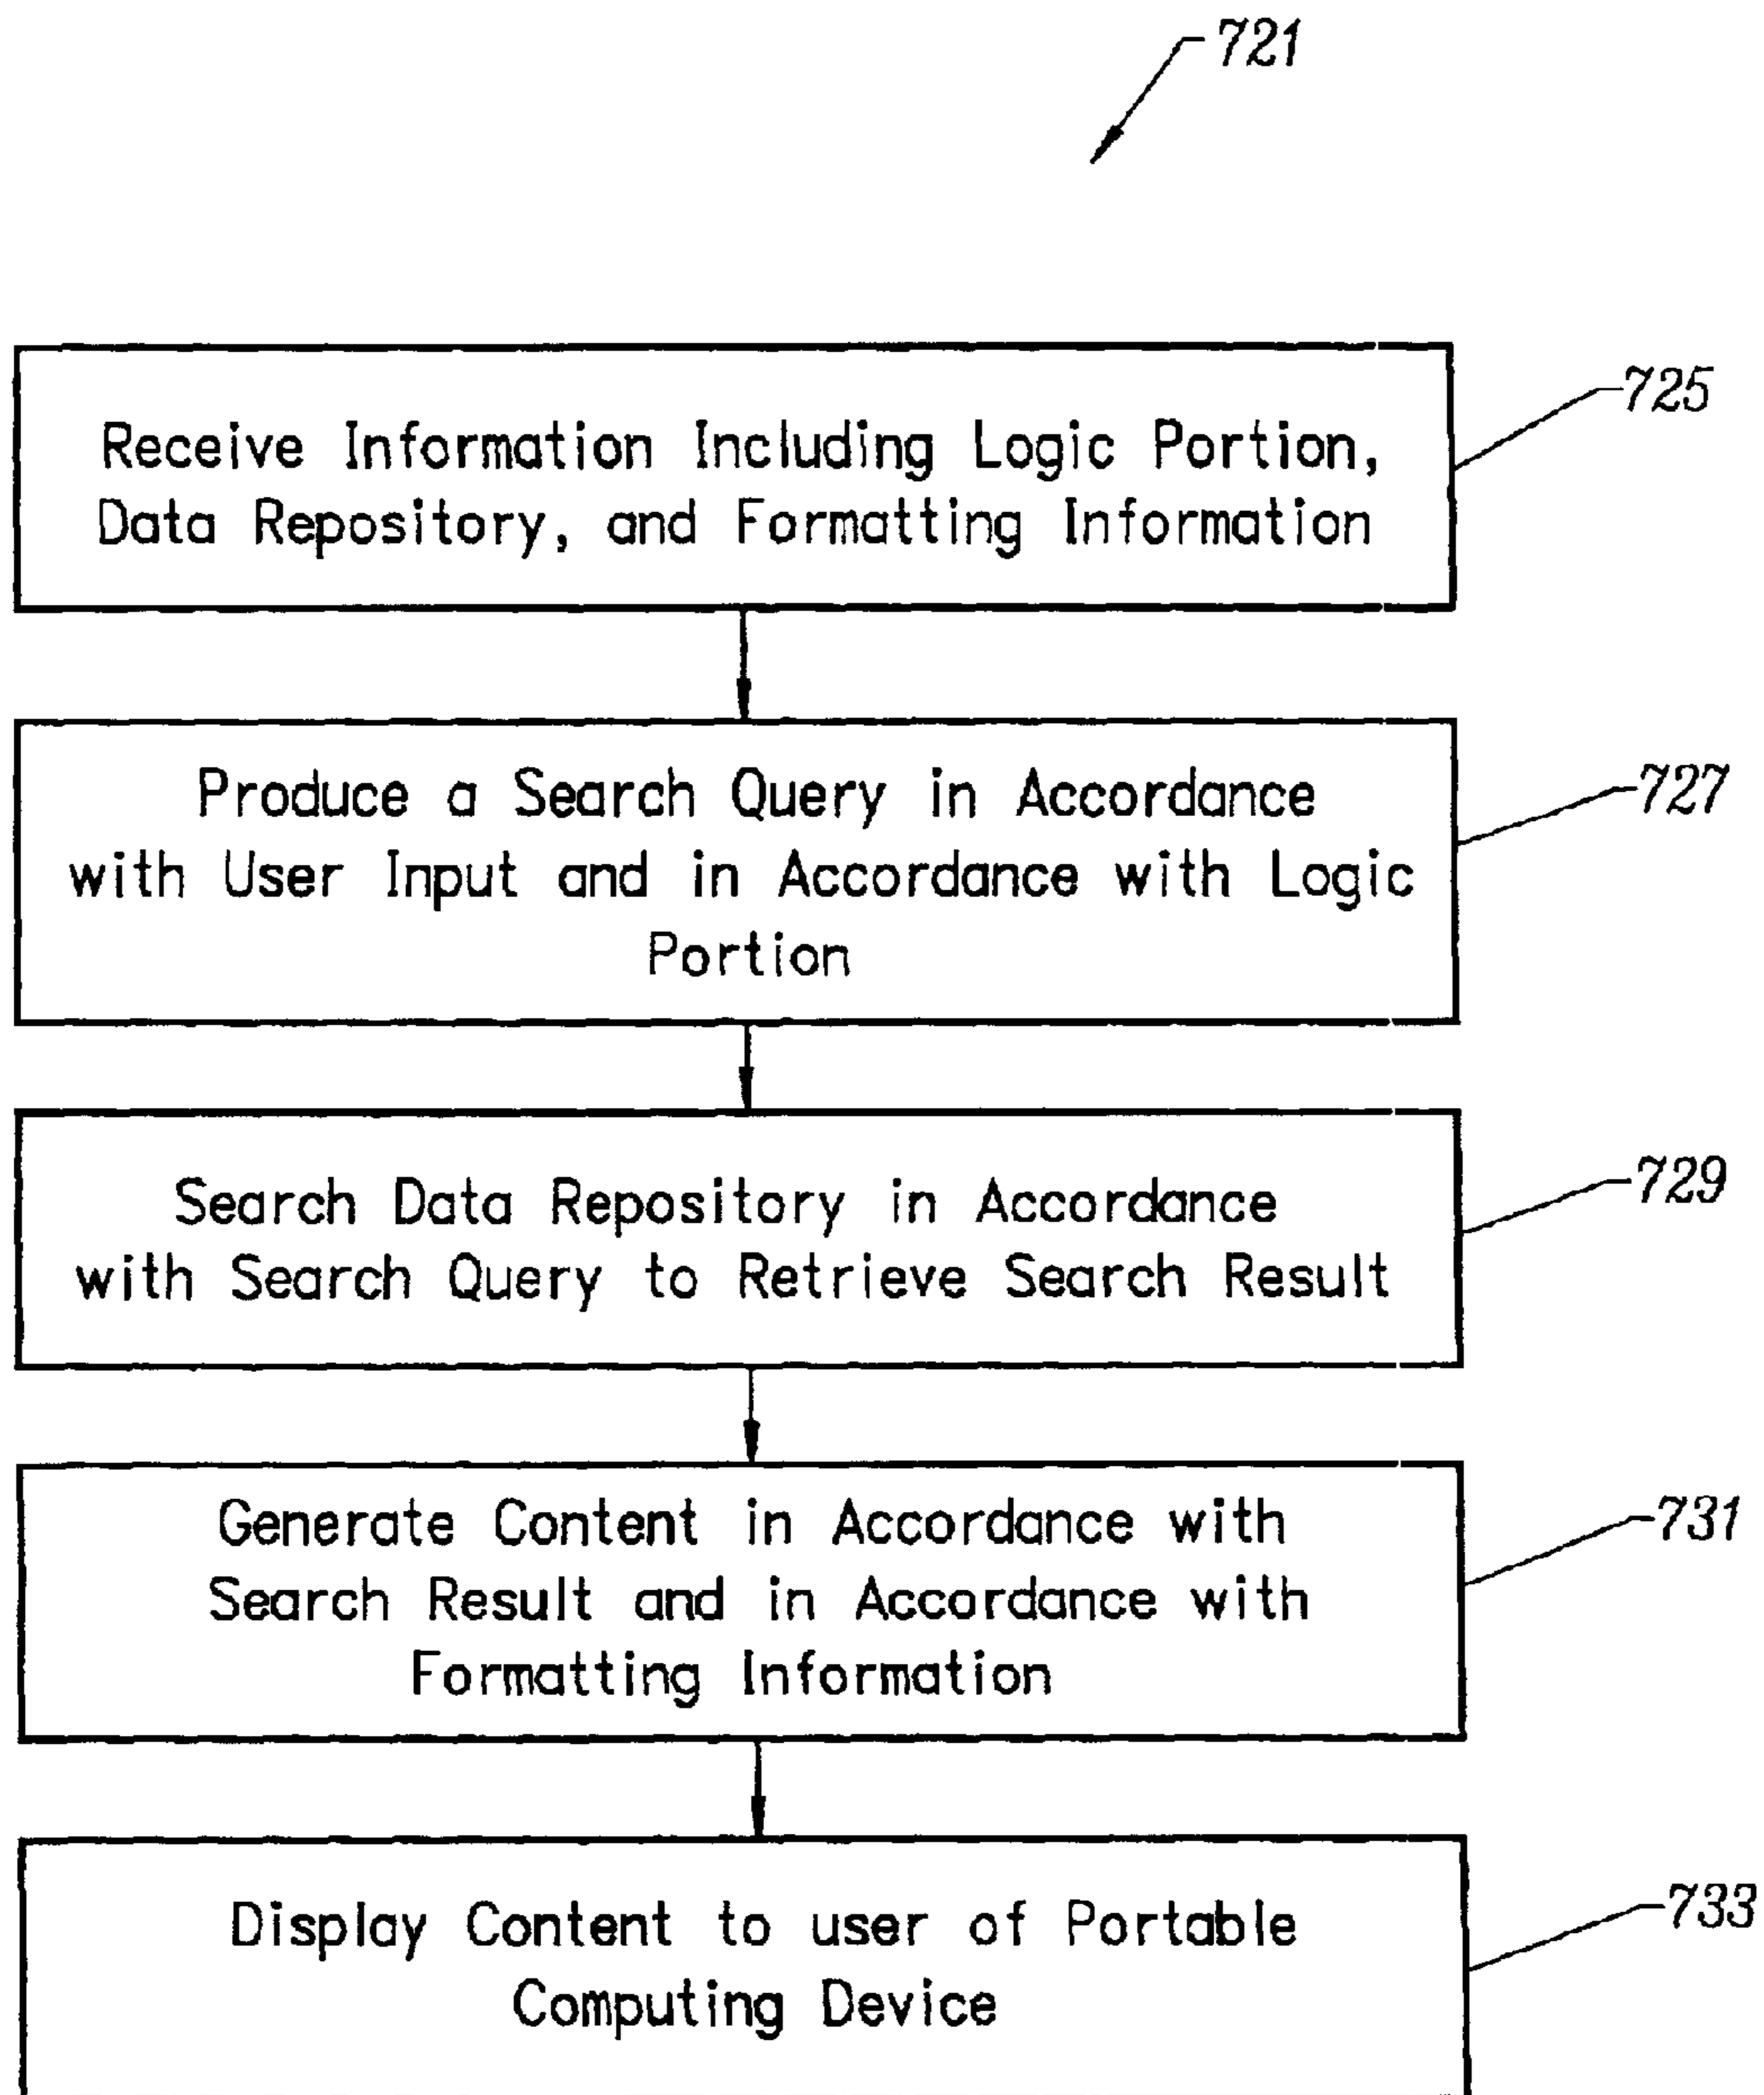 721
Receive Information Including Logic Portion,
Data Repository, and Formatting Information
725
Produce a Search Query in Accordance
with User Input and in Accordance with Logic
Portion
727
Search Data Repository in Accordance
with Search Query to Retrieve Search Result
729
Generate Content in Accordance with
Search Result and in Accordance with
Formatting Information
731
Display Content to user of Portable
Computing Device
733